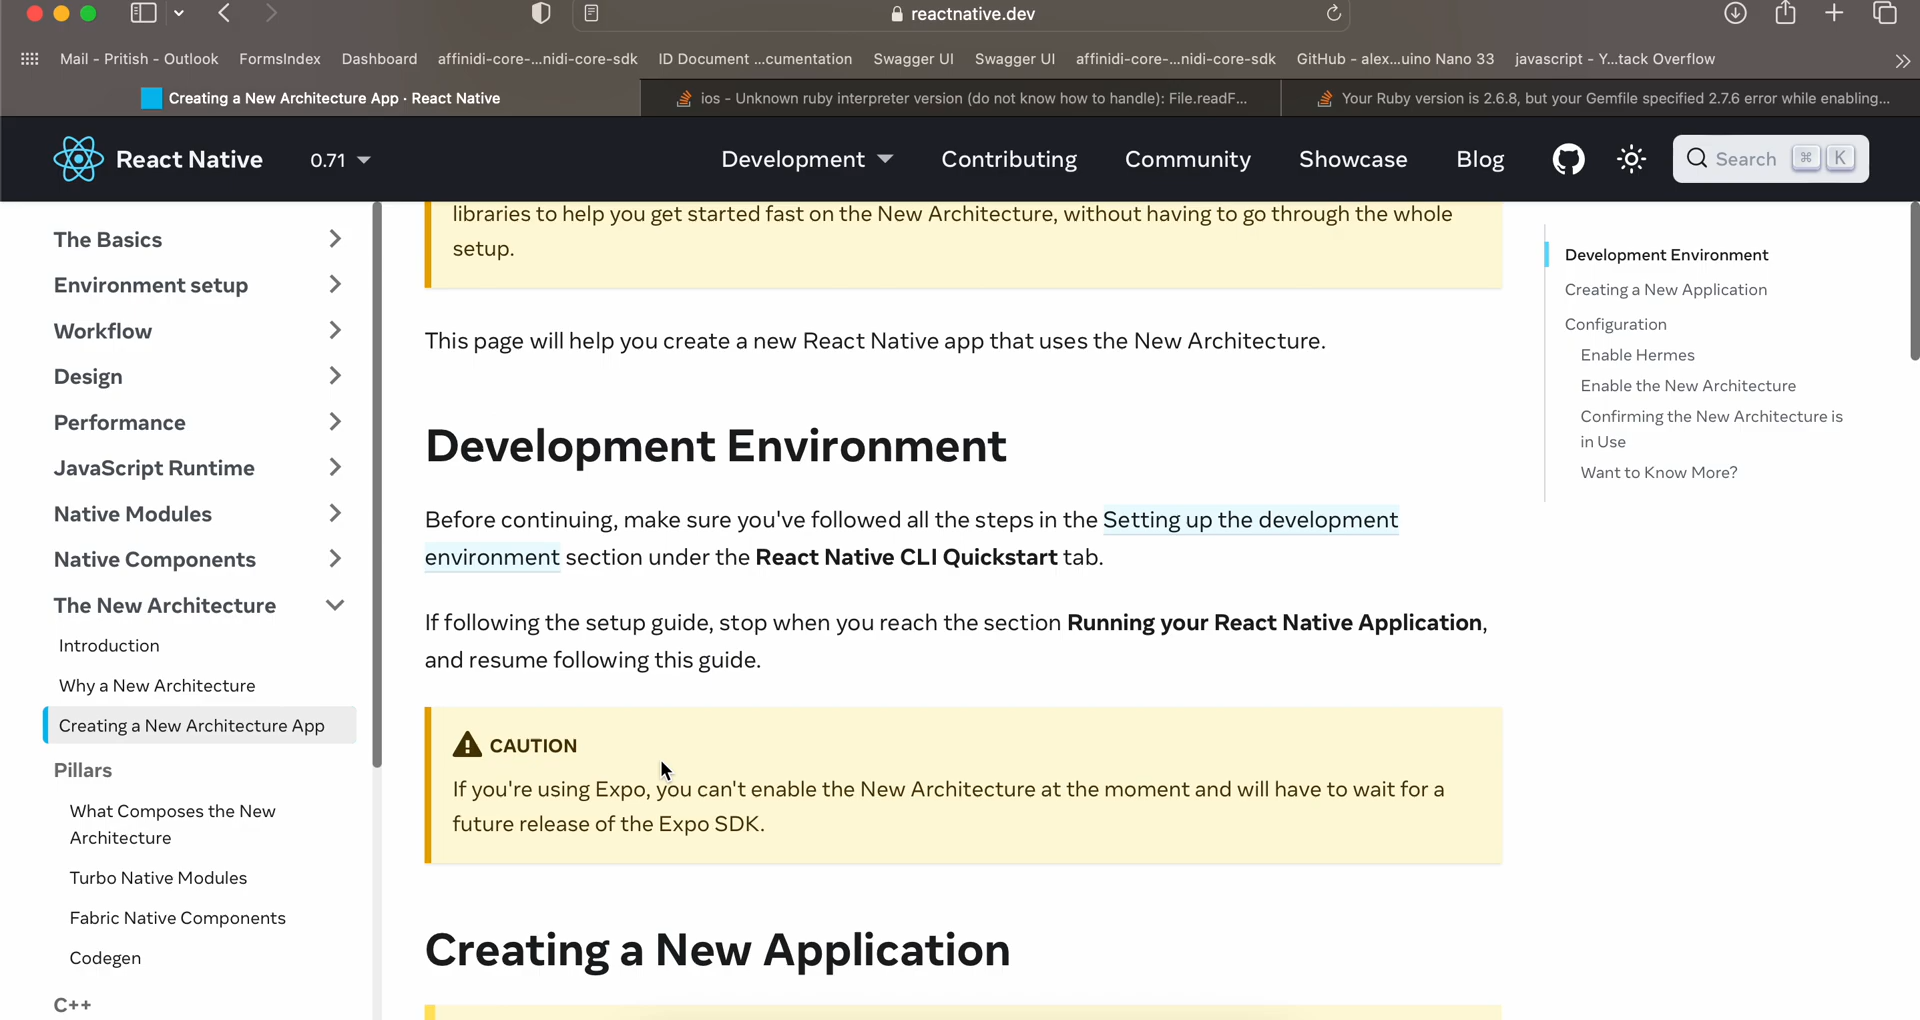 reactnative.dev
Mail - Pritish - Outlook FormsIndex Dashboard affinidi-core-...nidi-core-sdk ID Document ...cumentation Swagger UI Swagger UI affinidi-core-...nidi-core-sdk GitHub - alex...uino Nano 33 javascript - Y...tack Overflow
Creating a New Architecture App · React Native
ios - Unknown ruby interpreter version (do not know how to handle): File.readF...
Your Ruby version is 2.6.8, but your Gemfile specified 2.7.6 error while enabling...
React Native 0.71 Development Contributing Community Showcase Blog Search ⌘ K
The Basics
Environment setup
Workflow
Design
Performance
JavaScript Runtime
Native Modules
Native Components
The New Architecture
Introduction
Why a New Architecture
Creating a New Architecture App
Pillars
What Composes the New
Architecture
Turbo Native Modules
Fabric Native Components
Codegen
C++
libraries to help you get started fast on the New Architecture, without having to go through the whole
setup.
This page will help you create a new React Native app that uses the New Architecture.
Development Environment
Before continuing, make sure you've followed all the steps in the Setting up the development
environment section under the React Native CLI Quickstart tab.
If following the setup guide, stop when you reach the section Running your React Native Application,
and resume following this guide.
CAUTION
If you're using Expo, you can't enable the New Architecture at the moment and will have to wait for a
future release of the Expo SDK.
Creating a New Application
Development Environment
Creating a New Application
Configuration
Enable Hermes
Enable the New Architecture
Confirming the New Architecture is
in Use
Want to Know More?